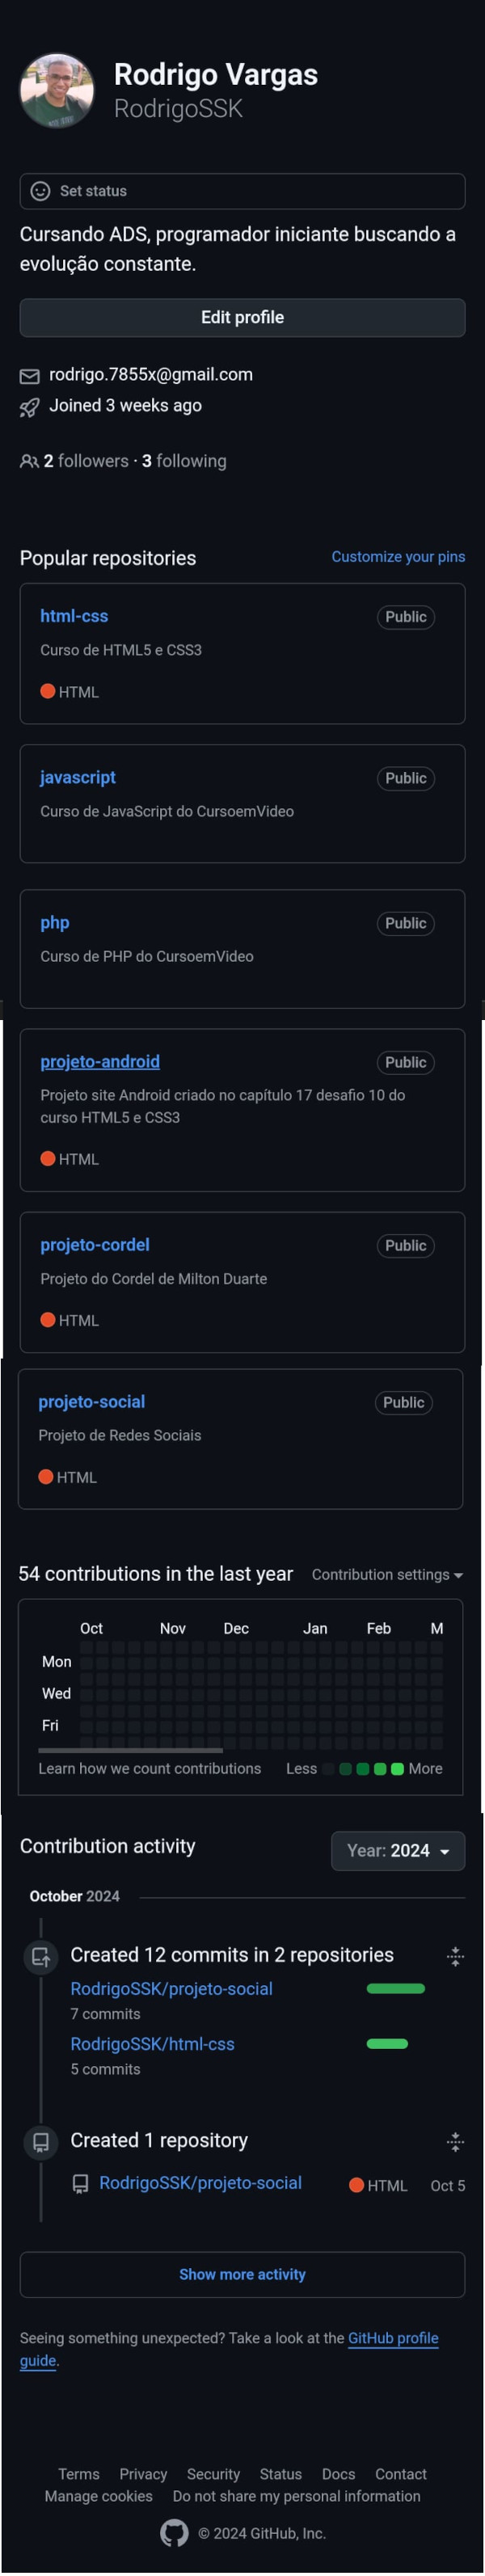 Rodrigo Vargas
RodrigoSSK
Set status
Cursando ADS, programador iniciante buscando a
evolução constante.
Edit profile
rodrigo.7855x@gmail.com
Joined 3 weeks ago
2 followers · 3 following
Popular repositories Customize your pins
html-css Public
Curso de HTML5 e CSS3
HTML
javascript Public
Curso de JavaScript do CursoemVideo
php Public
Curso de PHP do CursoemVideo
projeto-android Public
Projeto site Android criado no capítulo 17 desafio 10 do
curso HTML5 e CSS3
HTML
projeto-cordel Public
Projeto do Cordel de Milton Duarte
HTML
projeto-social Public
Projeto de Redes Sociais
HTML
54 contributions in the last year Contribution settings
Oct Nov Dec Jan Feb M
Mon
Wed
Fri
Learn how we count contributions Less More
Contribution activity Year: 2024
October 2024
Created 12 commits in 2 repositories
RodrigoSSK/projeto-social
7 commits
RodrigoSSK/html-css
5 commits
Created 1 repository
RodrigoSSK/projeto-social HTML Oct 5
Show more activity
Seeing something unexpected? Take a look at the GitHub profile
guide.
Terms Privacy Security Status Docs Contact
Manage cookies Do not share my personal information
© 2024 GitHub, Inc.